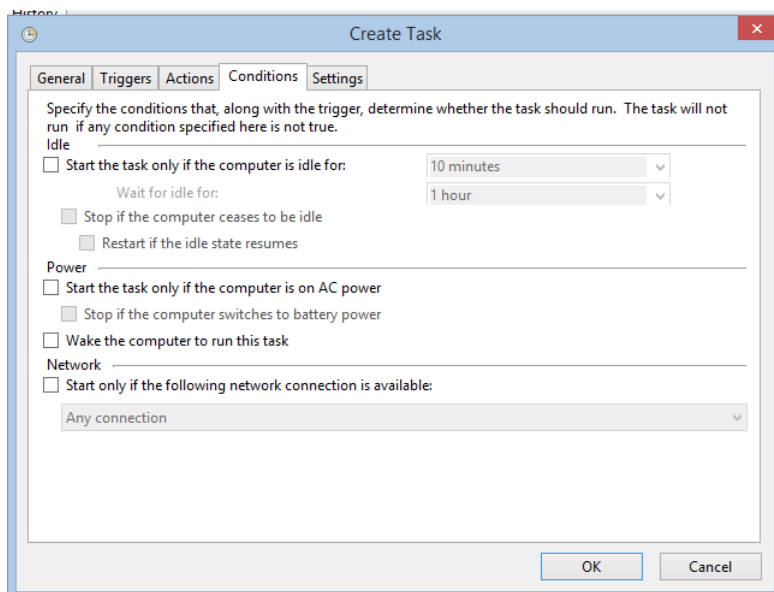 History
Create Task
General Triggers Actions Conditions Settings
Specify the conditions that, along with the trigger, determine whether the task should run.  The task will not
run  if any condition specified here is not true.
Idle
Start the task only if the computer is idle for: 10 minutes
Wait for idle for: 1 hour
Stop if the computer ceases to be idle
Restart if the idle state resumes
Power
Start the task only if the computer is on AC power
Stop if the computer switches to battery power
Wake the computer to run this task
Network
Start only if the following network connection is available:
Any connection
OK Cancel